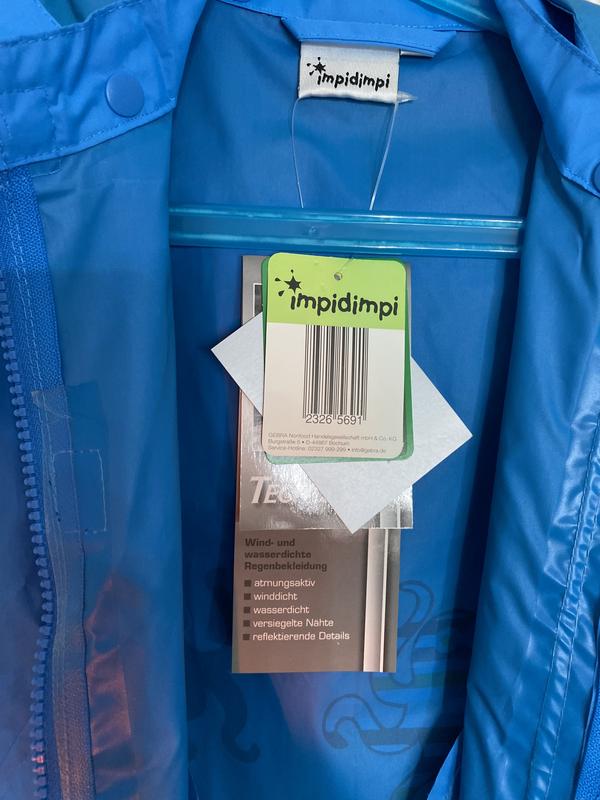 impidimpi
impidimpi
2326 5691
GEBRA Nonfood Handelsgesellschaft mbH & Co. KG
Burgstraße 5 • D-44867 Bochum
Service-Hotline: 02327 999-299 • info@gebra.de
Wind- und
wasserdichte
Regenbekleidung
■ atmungsaktiv
■ winddicht
■ wasserdicht
■ versiegelte Nähte
■ reflektierende Details